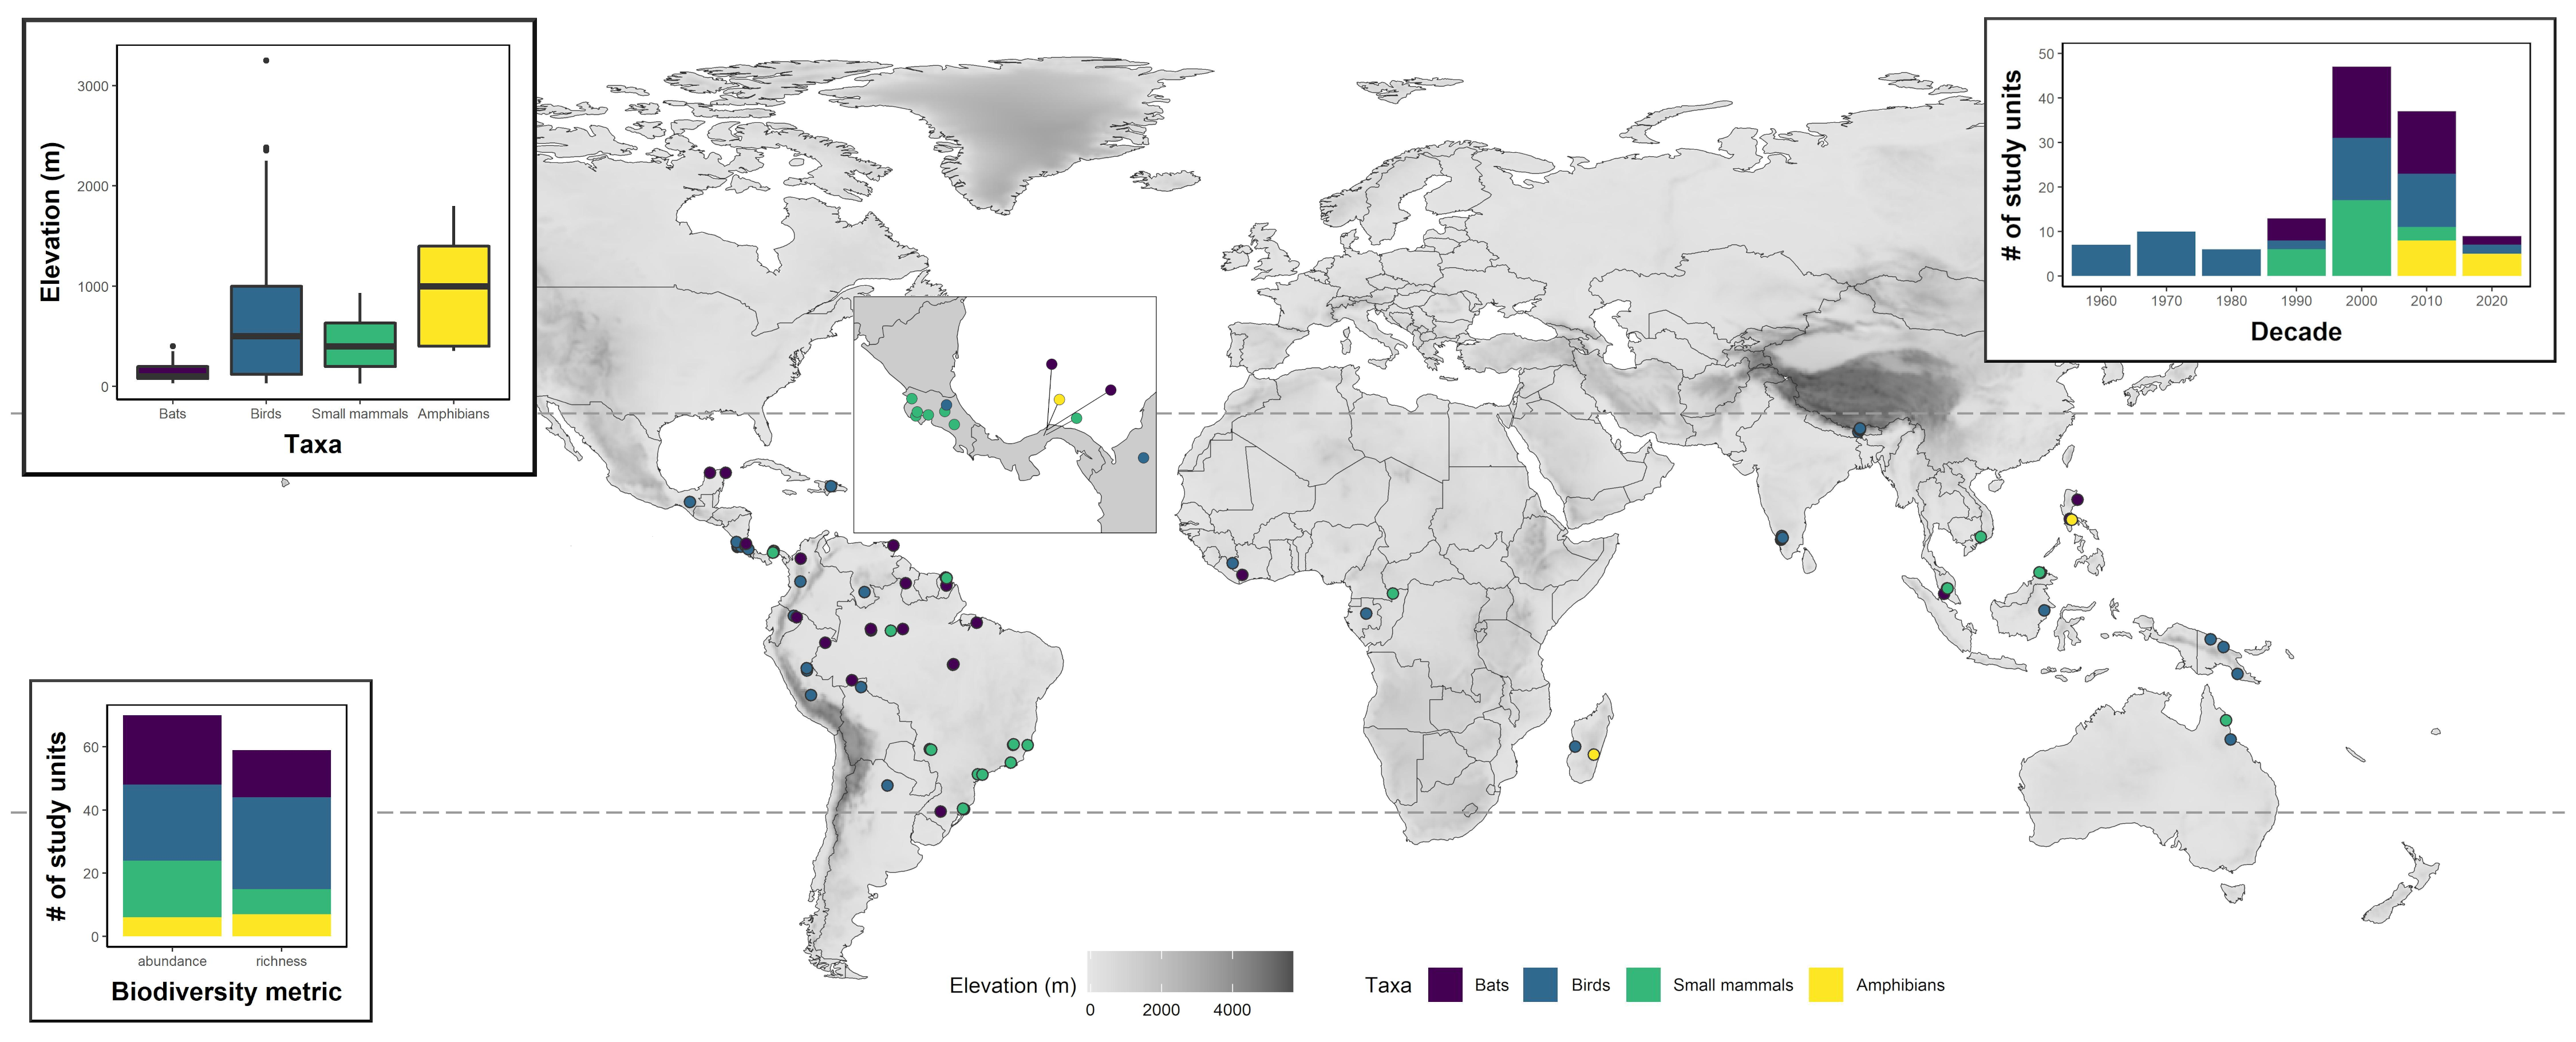 Elevation (m)
3000
2000
1000
0
Bats Birds Small mammals Amphibians
Taxa
# of study units
50
40
30
20
10
0
1960 1970 1980 1990 2000 2010 2020
Decade
# of study units
60
40
20
0
abundance richness
Biodiversity metric
Elevation (m)
0 2000 4000
Taxa Bats Birds Small mammals Amphibians